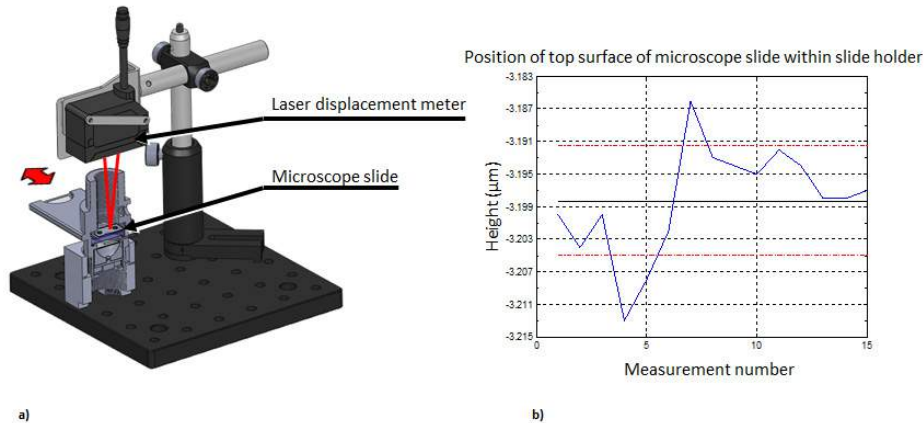 Laser displacement meter
Microscope slide
a)
Position of top surface of microscope slide within slide holder
Height (µm)
-3.183
-3.187
-3.191
-3.195
-3.199
-3.203
-3.207
-3.211
-3.215
0
5
10
15
Measurement number
b)